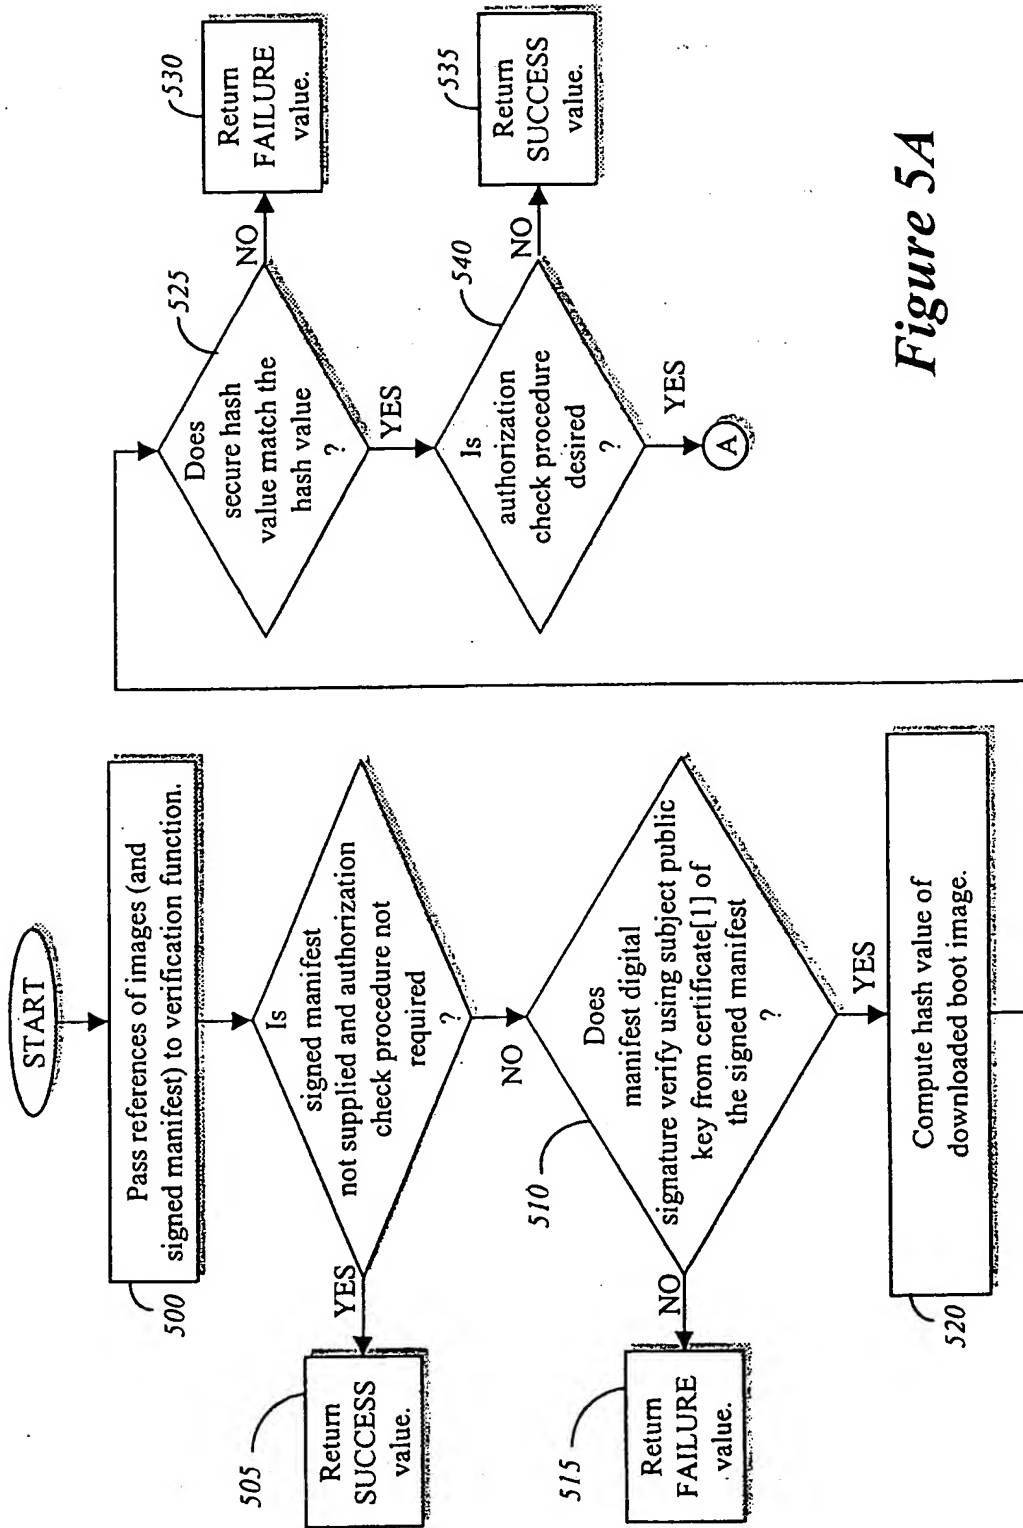 START
Pass references of images (and
signed manifest) to verification function.
500
Is
signed manifest
not supplied and authorization
check procedure not
required
?
YES
Return
SUCCESS
value.
505
NO
Does
manifest digital
signature verify using subject public
key from certificate[1] of
the signed manifest
?
510
NO
Return
FAILURE
value.
515
YES
Compute hash value of
downloaded boot image.
520
Does
secure hash
value match the
hash value
?
525
NO
Return
FAILURE
value.
530
YES
Is
authorization
check procedure
desired
?
540
NO
Return
SUCCESS
value.
535
YES
A
Figure 5A